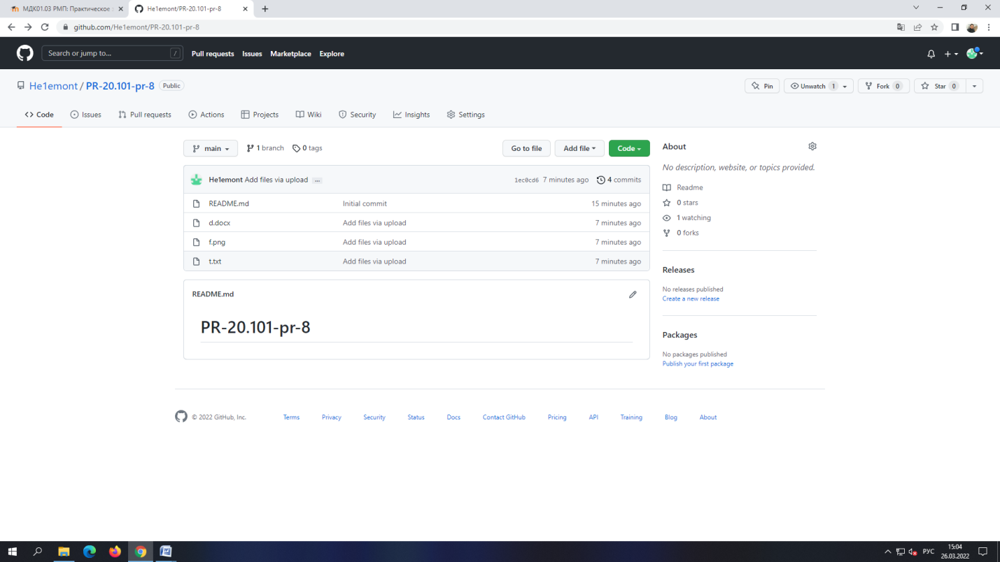 МДК01.03 РМП: Практическое
He1emont/PR-20.101-pr-8
github.com/He1emont/PR-20.101-pr-8
Search or jump to...
/
Pull requests
Issues
Marketplace
Explore
He1emont / PR-20.101-pr-8
Public
Pin
Unwatch 1
Fork 0
Star 0
Code
Issues
Pull requests
Actions
Projects
Wiki
Security
Insights
Settings
main
1 branch
0 tags
Go to file
Add file
Code
He1emont Add files via upload ...
1ec0cd6 7 minutes ago
4 commits
README.md Initial commit 15 minutes ago
d.docx Add files via upload 7 minutes ago
f.png Add files via upload 7 minutes ago
t.txt Add files via upload 7 minutes ago
README.md
PR-20.101-pr-8
About
No description, website, or topics provided.
Readme
0 stars
1 watching
0 forks
Releases
No releases published
Create a new release
Packages
No packages published
Publish your first package
© 2022 GitHub, Inc.
Terms
Privacy
Security
Status
Docs
Contact GitHub
Pricing
API
Training
Blog
About
РУС
15:04
26.03.2022